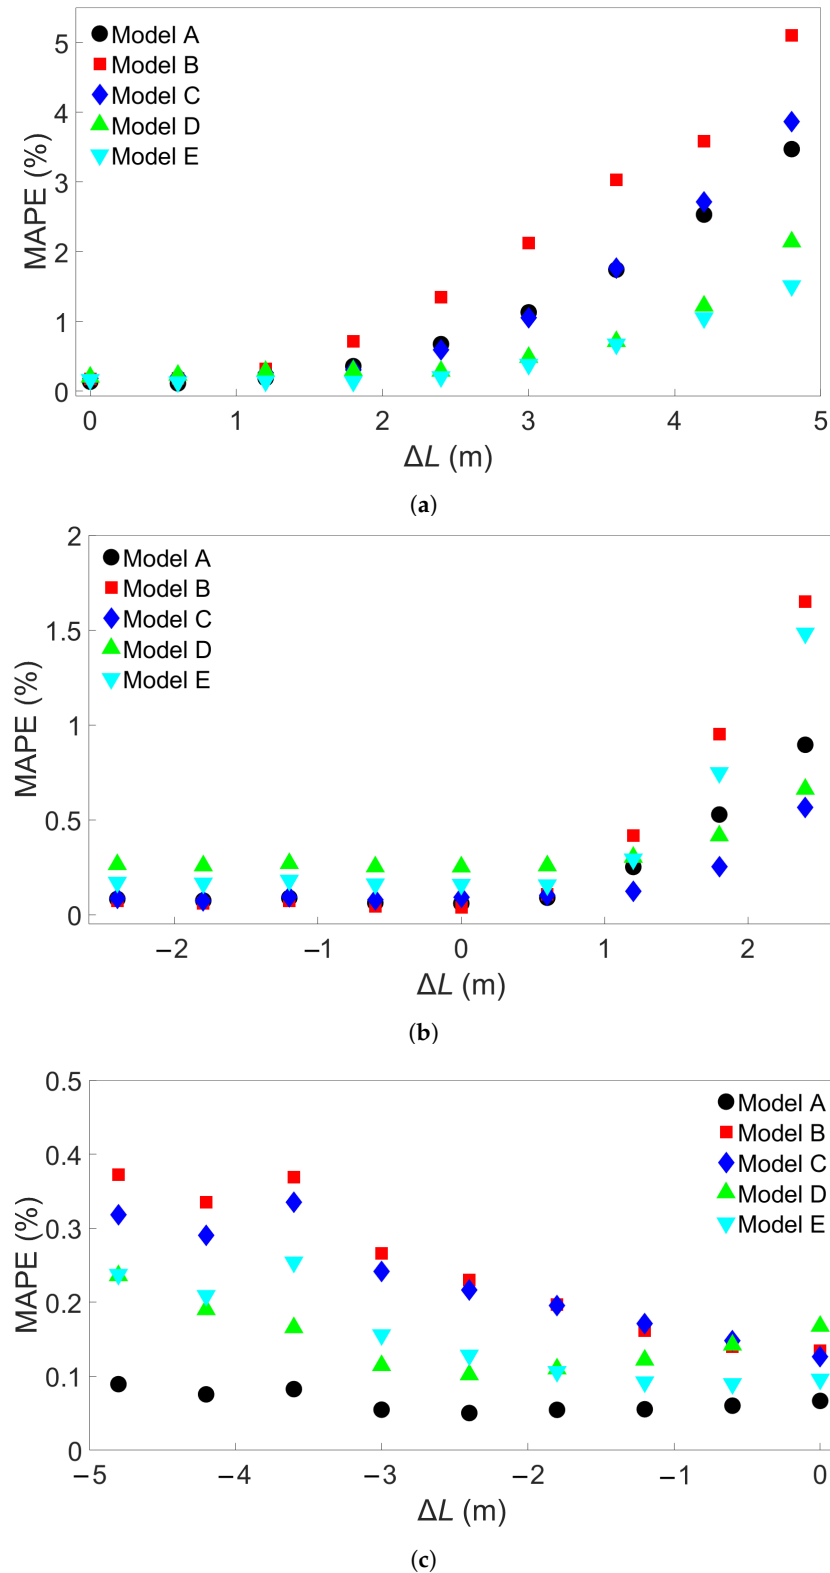 Model A
Model B
Model C
Model D
Model E
MAPE (%)
5
4
3
2
1
0
0 1 2 3 4 5
ΔL (m)
(a)
Model A
Model B
Model C
Model D
Model E
MAPE (%)
2
1.5
1
0.5
0
−2 −1 0 1 2
ΔL (m)
(b)
Model A
Model B
Model C
Model D
Model E
MAPE (%)
0.5
0.4
0.3
0.2
0.1
0
−5 −4 −3 −2 −1 0
ΔL (m)
(c)